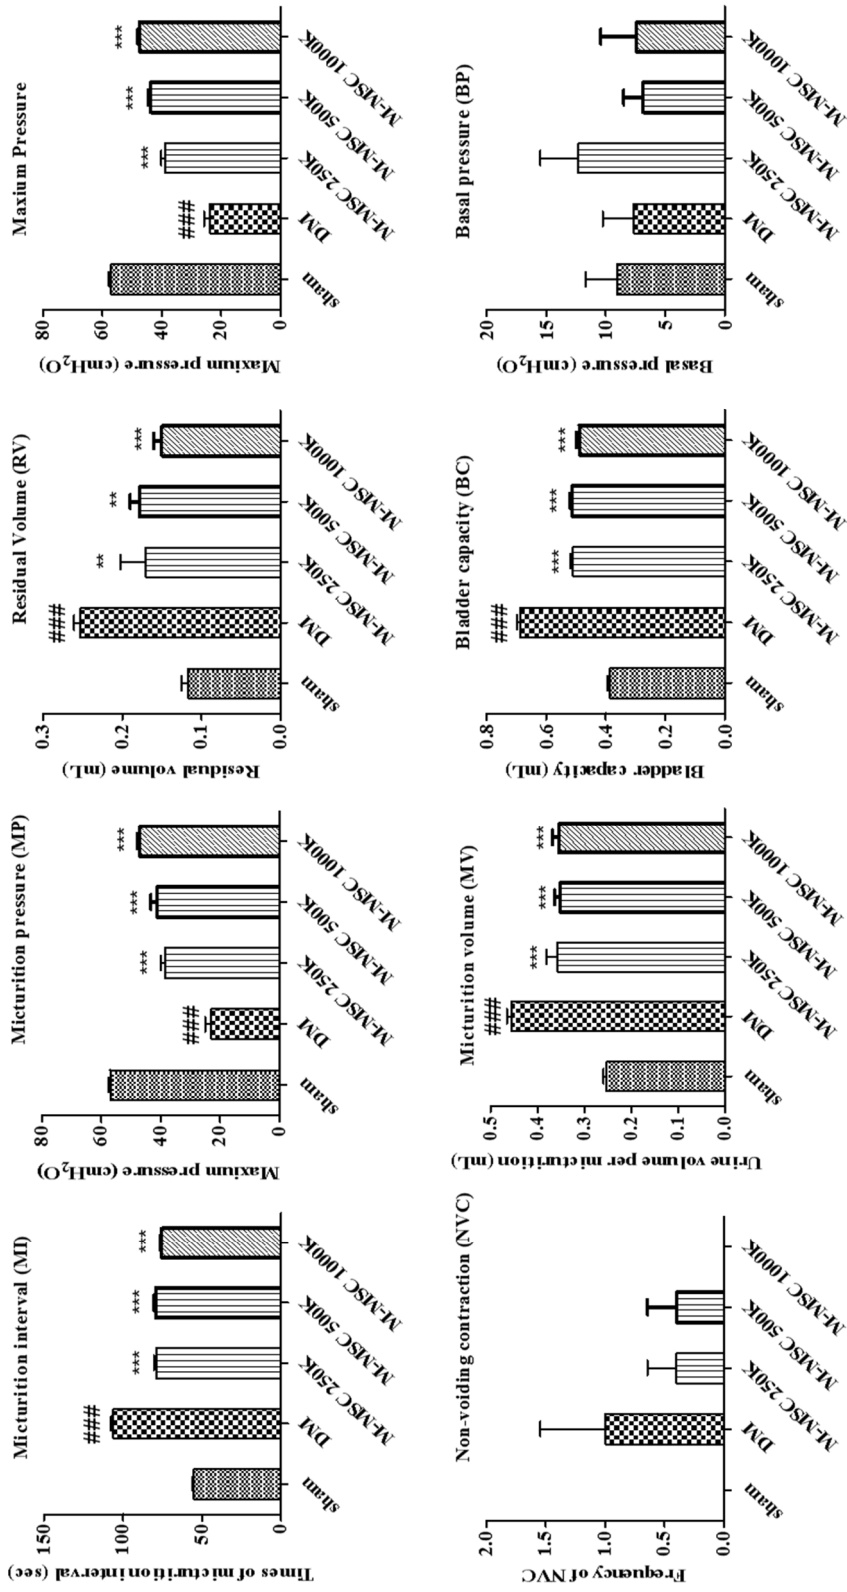 Micturition interval (MI)
Times of micturition interval (sec)
150
100
50
0
###
***
***
***
sham
DM
M-MSC 250K
M-MSC 500K
M-MSC 1000K
Micturition pressure (MP)
Maxium pressure (cmH₂O)
80
60
40
20
0
###
***
***
***
sham
DM
M-MSC 250K
M-MSC 500K
M-MSC 1000K
Residual Volume (RV)
Residual volume (mL)
0.3
0.2
0.1
0.0
###
**
**
***
sham
DM
M-MSC 250K
M-MSC 500K
M-MSC 1000K
Maxium Pressure
Maxium pressure (cmH₂O)
80
60
40
20
0
###
***
***
***
sham
DM
M-MSC 250K
M-MSC 500K
M-MSC 1000K
Non-voiding contraction (NVC)
Frequency of NVC
2.0
1.5
1.0
0.5
0.0
sham
DM
M-MSC 250K
M-MSC 500K
M-MSC 1000K
Micturition volume (MV)
Urine volume per micturition (mL)
0.5
0.4
0.3
0.2
0.1
0.0
###
***
***
***
sham
DM
M-MSC 250K
M-MSC 500K
M-MSC 1000K
Bladder capacity (BC)
Bladder capacity (mL)
0.8
0.6
0.4
0.2
0.0
###
***
***
***
sham
DM
M-MSC 250K
M-MSC 500K
M-MSC 1000K
Basal pressure (BP)
Basal pressure (cmH₂O)
20
15
10
5
0
sham
DM
M-MSC 250K
M-MSC 500K
M-MSC 1000K